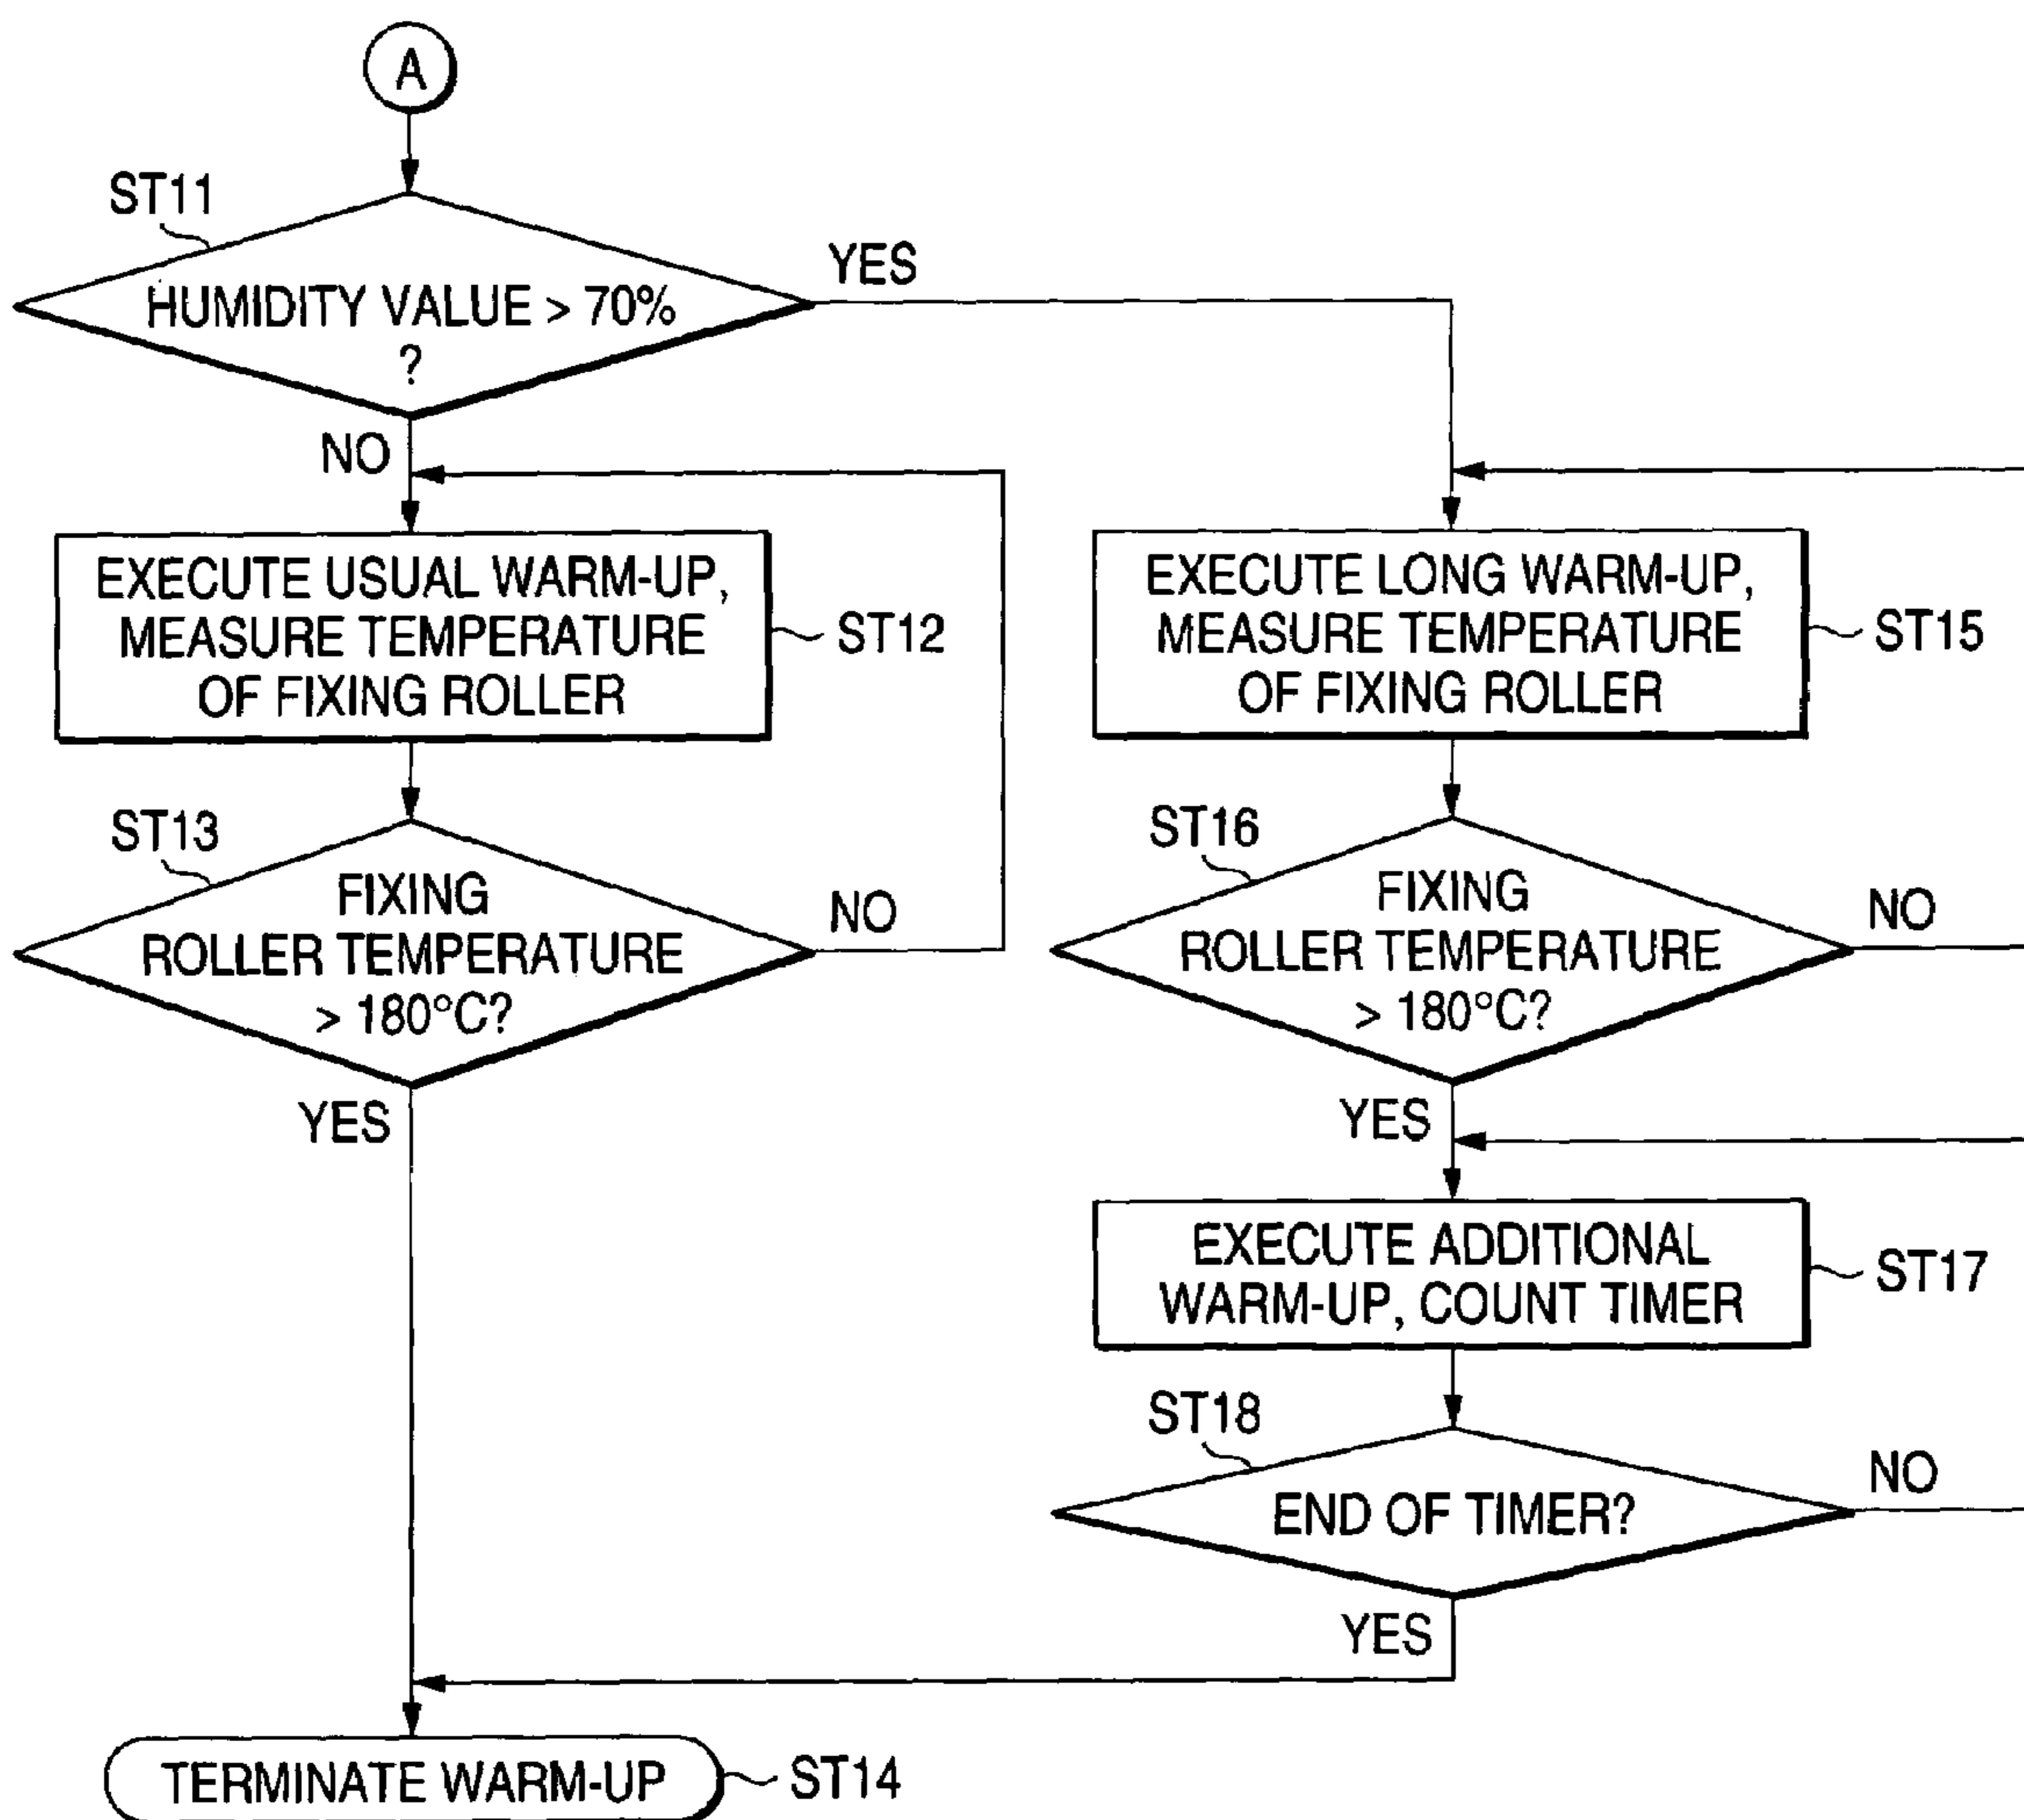 A
ST11
YES
HUMIDITY VALUE > 70%
?
NO
EXECUTE USUAL WARM-UP,
MEASURE TEMPERATURE
OF FIXING ROLLER
ST12
ST13
FIXING
ROLLER TEMPERATURE
> 180°C?
NO
YES
EXECUTE LONG WARM-UP,
MEASURE TEMPERATURE
OF FIXING ROLLER
ST15
ST16
FIXING
ROLLER TEMPERATURE
> 180°C?
NO
YES
EXECUTE ADDITIONAL
WARM-UP, COUNT TIMER
ST17
ST18
END OF TIMER?
NO
YES
TERMINATE WARM-UP
ST14